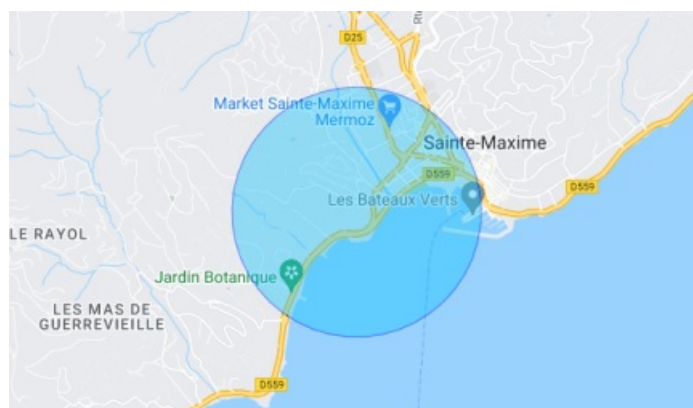 D25
Market Sainte-Maxime
Mermoz
Sainte-Maxime
D559
D559
Les Bateaux Verts
LE RAYOL
Jardin Botanique
LES MAS DE
GUERREVIEILLE
D559